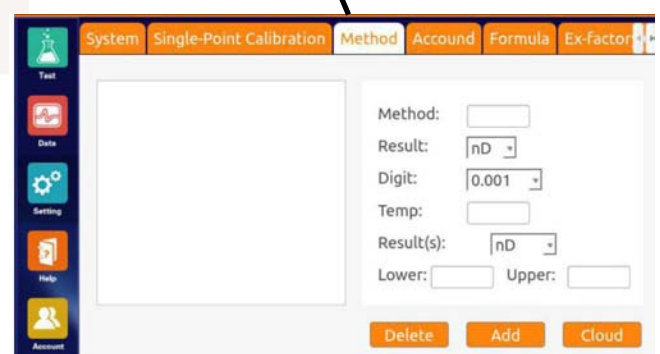 System Single-Point Calibration Method Accound Formula Ex-factor
Test
Data
Setting
Help
Account
Method:
Result: nD
Digit: 0.001
Temp:
Result(s): nD
Lower: Upper:
Delete Add Cloud